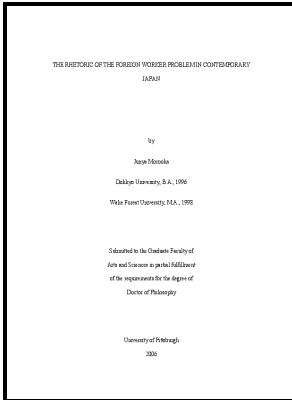 THE RHETORIC OF THE FOREIGN WORKER PROBLEM IN CONTEMPORARY
JAPAN
by
Junya Morooka
Dokkyo University, B.A., 1996
Wake Forest University, M.A., 1998
Submitted to the Graduate Faculty of
Arts and Sciences in partial fulfillment
of the requirements for the degree of
Doctor of Philosophy
University of Pittsburgh
2006